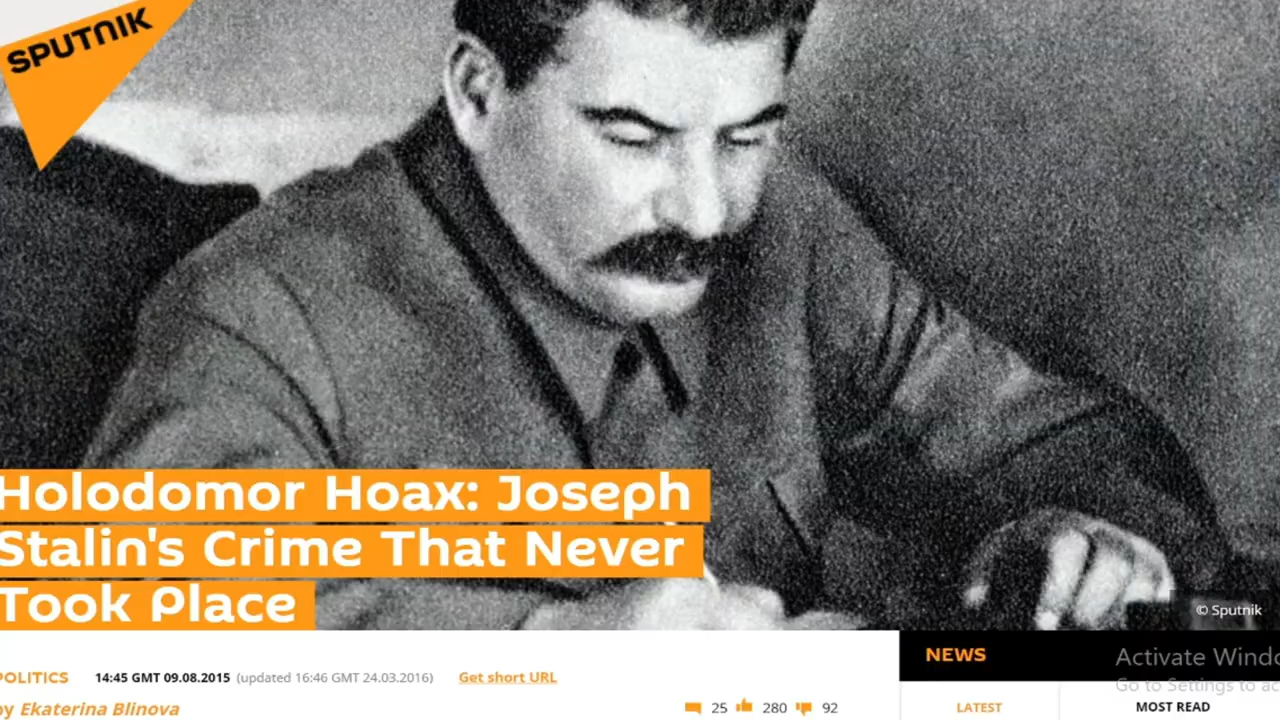 SPUTNIK
Holodomor Hoax: Joseph
Stalin's Crime That Never
Took Place
© Sputnik
POLITICS 14:45 GMT 09.08.2015 (updated 16:46 GMT 24.03.2016) Get short URL
by Ekaterina Blinova 25 280 92
NEWS
LATEST MOST READ
Activate Windo
Go to Settings to ac